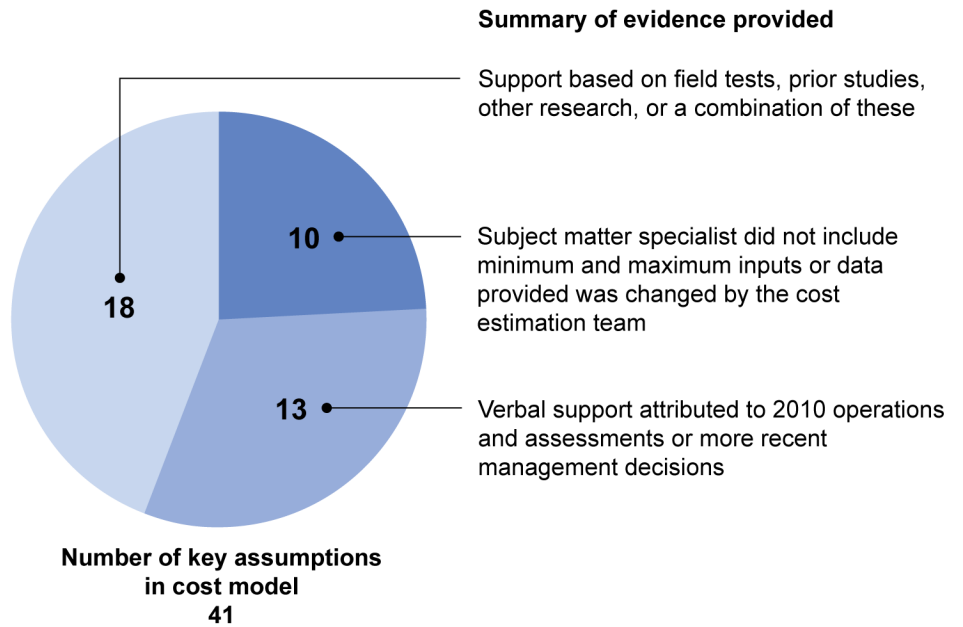 Summary of evidence provided
Support based on field tests, prior studies,
other research, or a combination of these
10
Subject matter specialist did not include
minimum and maximum inputs or data
provided was changed by the cost
estimation team
18
13
Verbal support attributed to 2010 operations
and assessments or more recent
management decisions
Number of key assumptions
in cost model
41